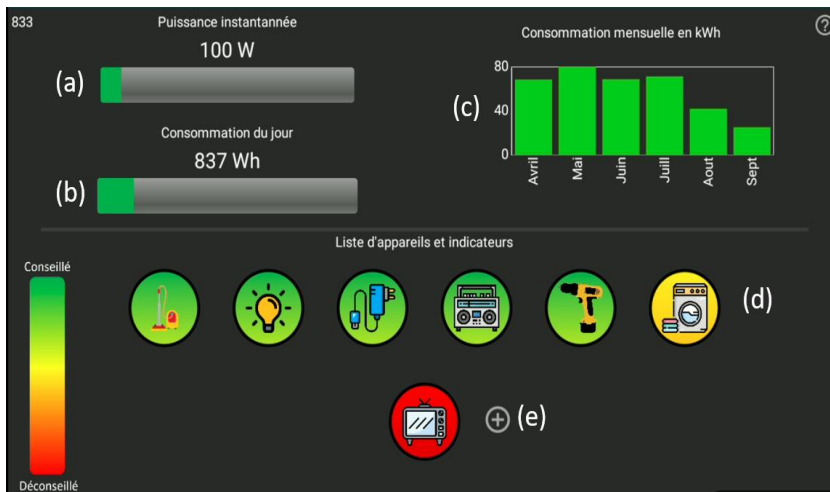 833
Puissance instantannée
100 W
(a)
Consommation du jour
837 Wh
(b)
Consommation mensuelle en kWh
(c)
80
40
0
Avril
Mai
Juin
Juill
Aout
Sept
?
Liste d'appareils et indicateurs
Conseillé
Déconseillé
(d)
(e)